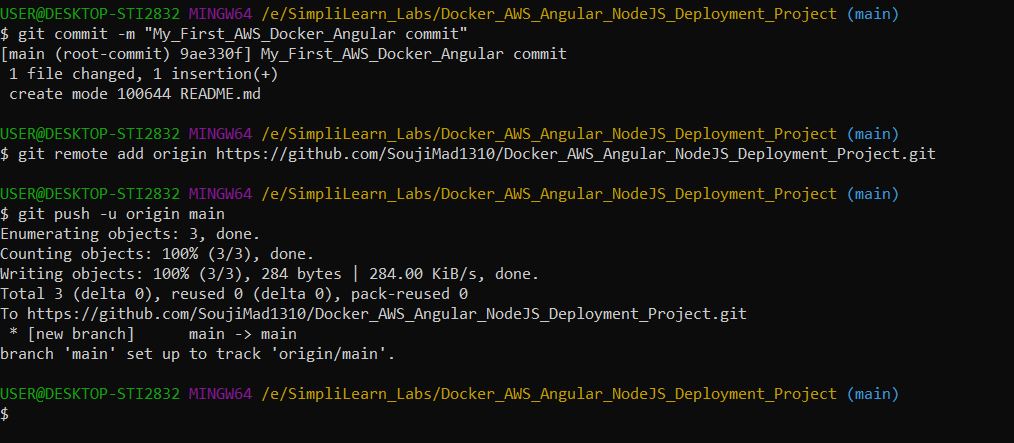 USER@DESKTOP-STI2832 MINGW64 /e/SimpliLearn_Labs/Docker_AWS_Angular_NodeJS_Deployment_Project (main)
$ git commit -m "My_First_AWS_Docker_Angular commit"
[main (root-commit) 9ae330f] My_First_AWS_Docker_Angular commit
 1 file changed, 1 insertion(+)
 create mode 100644 README.md

USER@DESKTOP-STI2832 MINGW64 /e/SimpliLearn_Labs/Docker_AWS_Angular_NodeJS_Deployment_Project (main)
$ git remote add origin https://github.com/SoujiMad1310/Docker_AWS_Angular_NodeJS_Deployment_Project.git

USER@DESKTOP-STI2832 MINGW64 /e/SimpliLearn_Labs/Docker_AWS_Angular_NodeJS_Deployment_Project (main)
$ git push -u origin main
Enumerating objects: 3, done.
Counting objects: 100% (3/3), done.
Writing objects: 100% (3/3), 284 bytes | 284.00 KiB/s, done.
Total 3 (delta 0), reused 0 (delta 0), pack-reused 0
To https://github.com/SoujiMad1310/Docker_AWS_Angular_NodeJS_Deployment_Project.git
 * [new branch]      main -> main
branch 'main' set up to track 'origin/main'.

USER@DESKTOP-STI2832 MINGW64 /e/SimpliLearn_Labs/Docker_AWS_Angular_NodeJS_Deployment_Project (main)
$